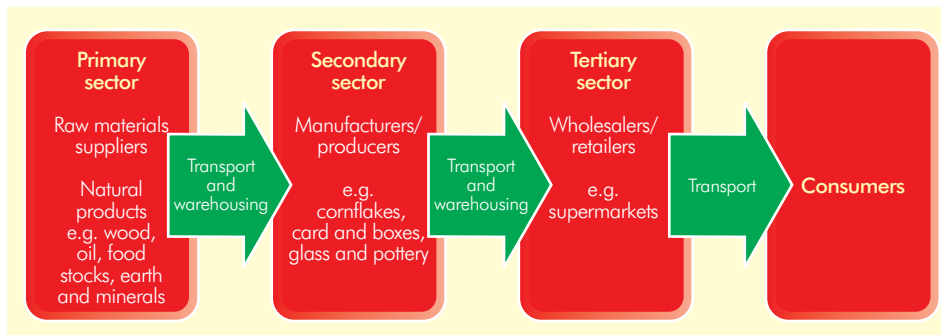 Primary
sector
Raw materials
suppliers
Natural
products
e.g. wood,
oil, food
stocks, earth
and minerals
Transport
and
warehousing
Secondary
sector
Manufacturers/
producers
e.g.
cornflakes,
card and boxes,
glass and pottery
Transport
and
warehousing
Tertiary
sector
Wholesalers/
retailers
e.g.
supermarkets
Transport
Consumers